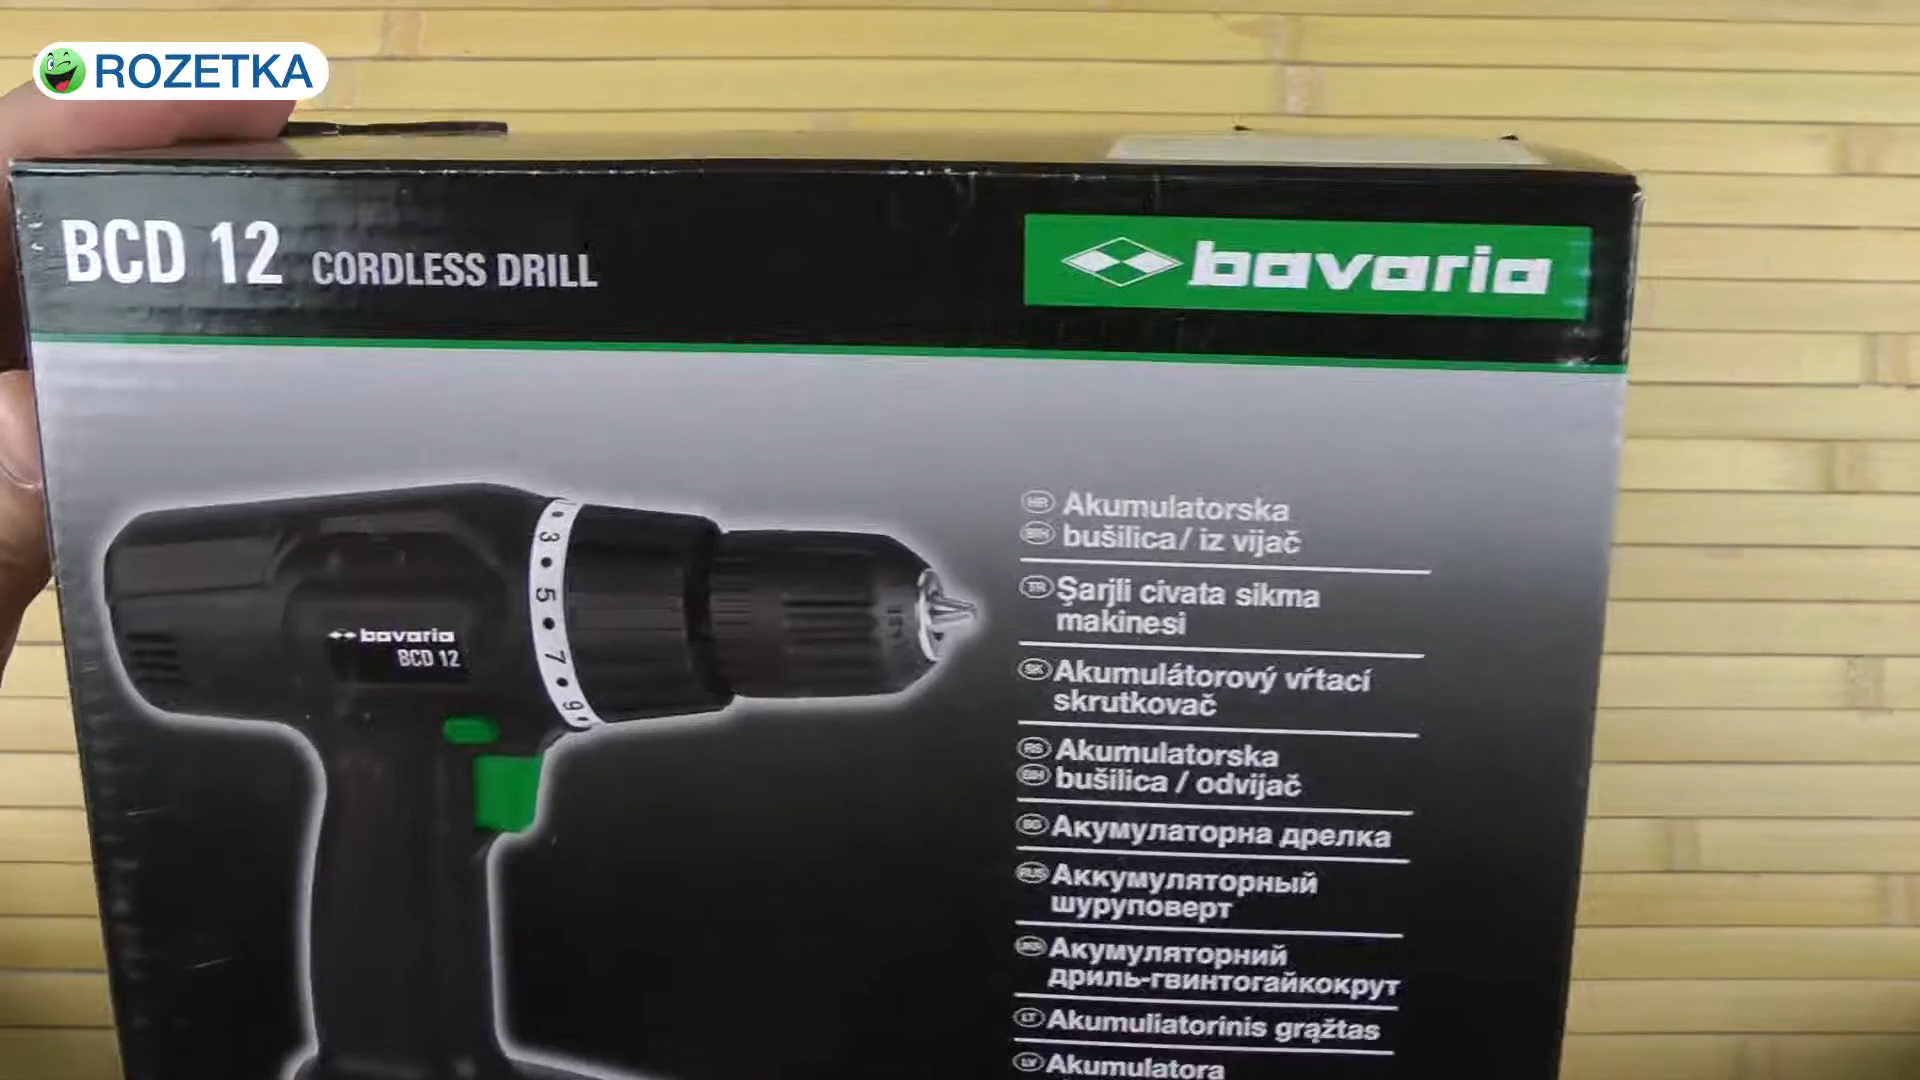 ROZETKA
BCD 12 CORDLESS DRILL
bavaria
3
5
7
9
bavaria
BCD 12
HR Akumulatorska
BIH bušilica/ iz vijač
TR Şarjli civata sikma
makinesi
SK Akumulátorový vŕtací
skrutkovač
RS Akumulatorska
BIH bušilica / odvijač
BG Акумулаторна дрелка
RUS Аккумуляторный
шуруповерт
UKR Акумуляторний
дриль-гвинтогайкокрут
LT Akumuliatorinis grąžtas
LV Akumulatora